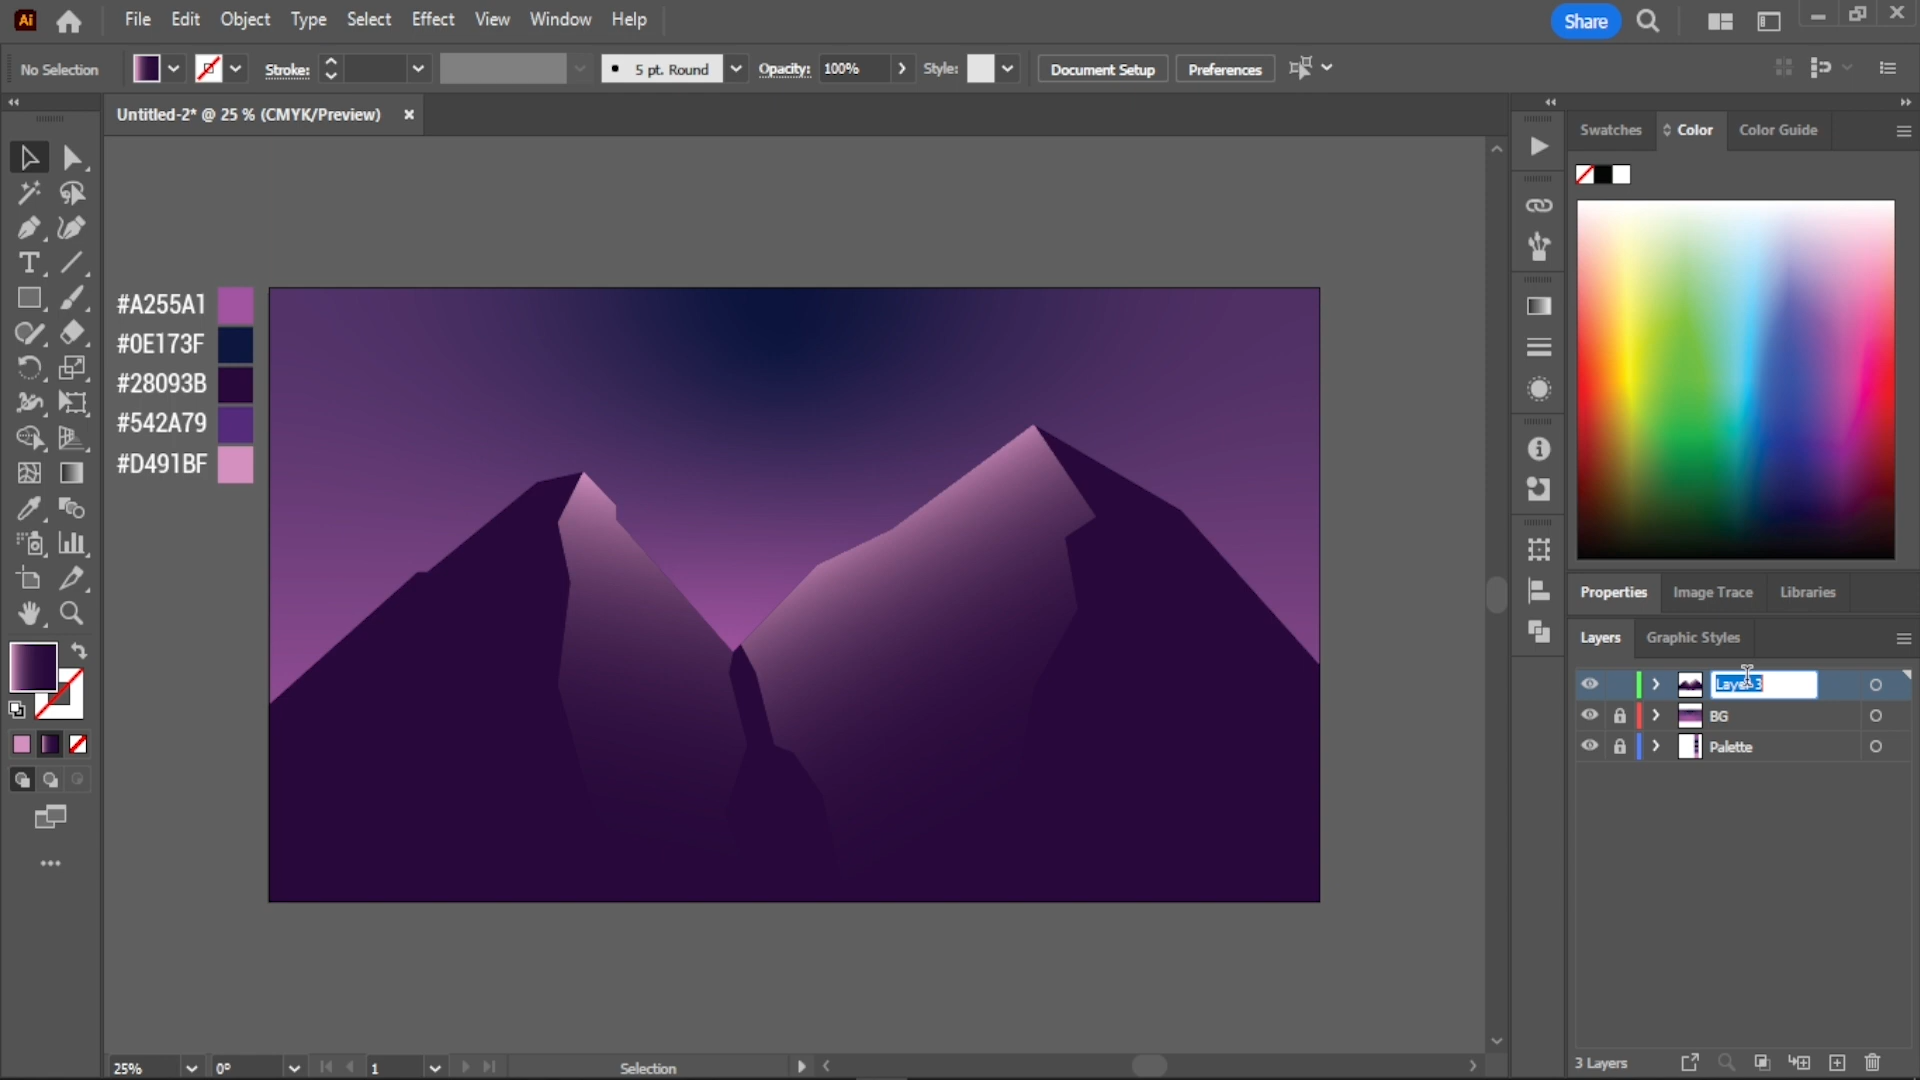 Ai File Edit Object Type Select Effect View Window Help Share
No Selection Stroke: 5 pt. Round Opacity: 100% Style: Document Setup Preferences
Untitled-2* @ 25 % (CMYK/Preview)
Swatches Color Color Guide
#A255A1
#0E173F
#28093B
#542A79
#D491BF
Properties Image Trace Libraries
Layers Graphic Styles
Layer 3
BG
Palette
3 Layers
25% 0° 1 Selection